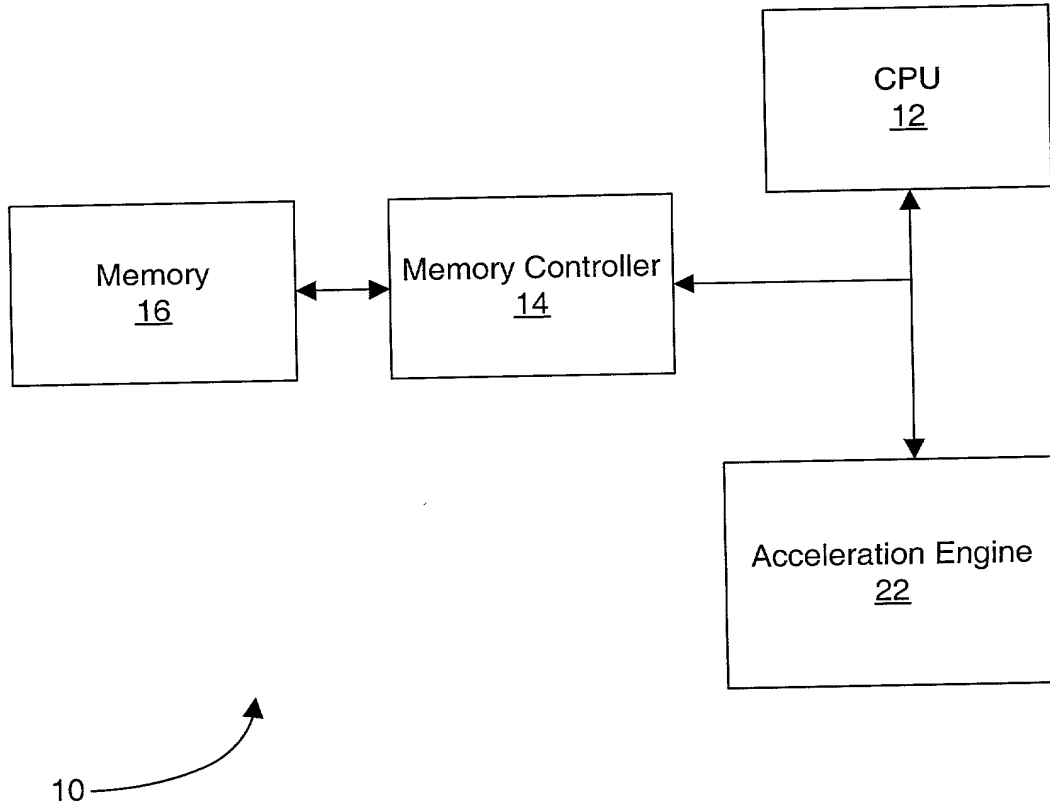 CPU
12
Memory
16
Memory Controller
14
Acceleration Engine
22
10